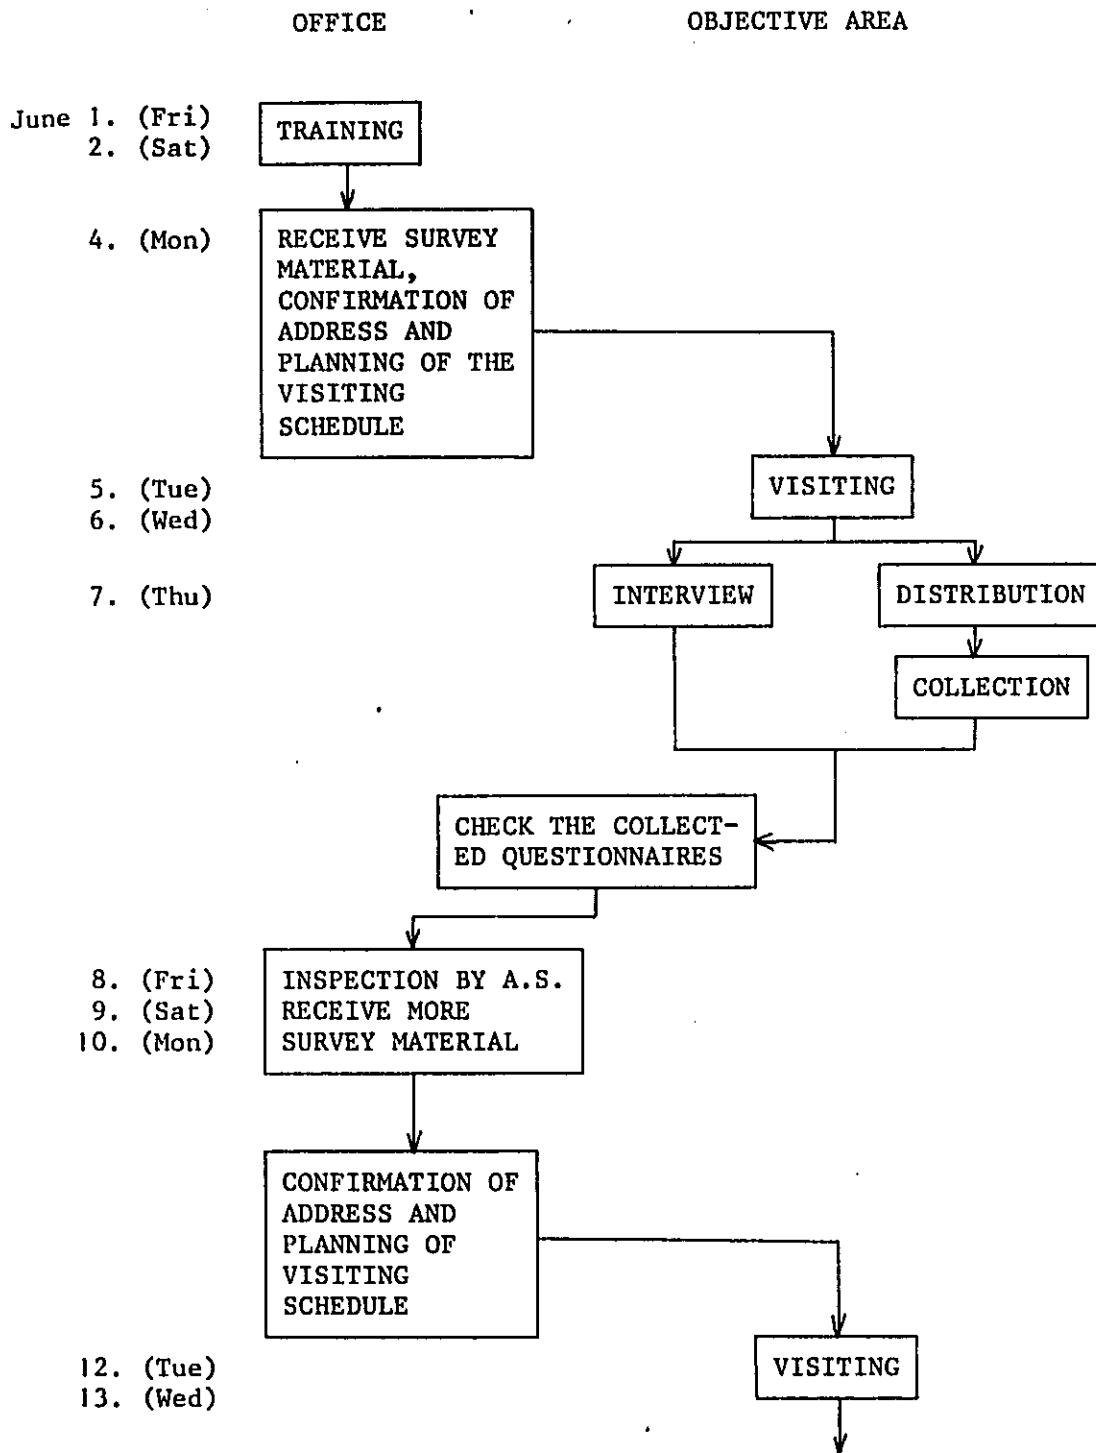 OFFICE OBJECTIVE AREA
June 1. (Fri)
2. (Sat)
TRAINING
4. (Mon)
RECEIVE SURVEY
MATERIAL,
CONFIRMATION OF
ADDRESS AND
PLANNING OF THE
VISITING
SCHEDULE
5. (Tue)
6. (Wed)
VISITING
7. (Thu)
INTERVIEW
DISTRIBUTION
COLLECTION
CHECK THE COLLECT-
ED QUESTIONNAIRES
8. (Fri)
9. (Sat)
10. (Mon)
INSPECTION BY A.S.
RECEIVE MORE
SURVEY MATERIAL
CONFIRMATION OF
ADDRESS AND
PLANNING OF
VISITING
SCHEDULE
12. (Tue)
13. (Wed)
VISITING